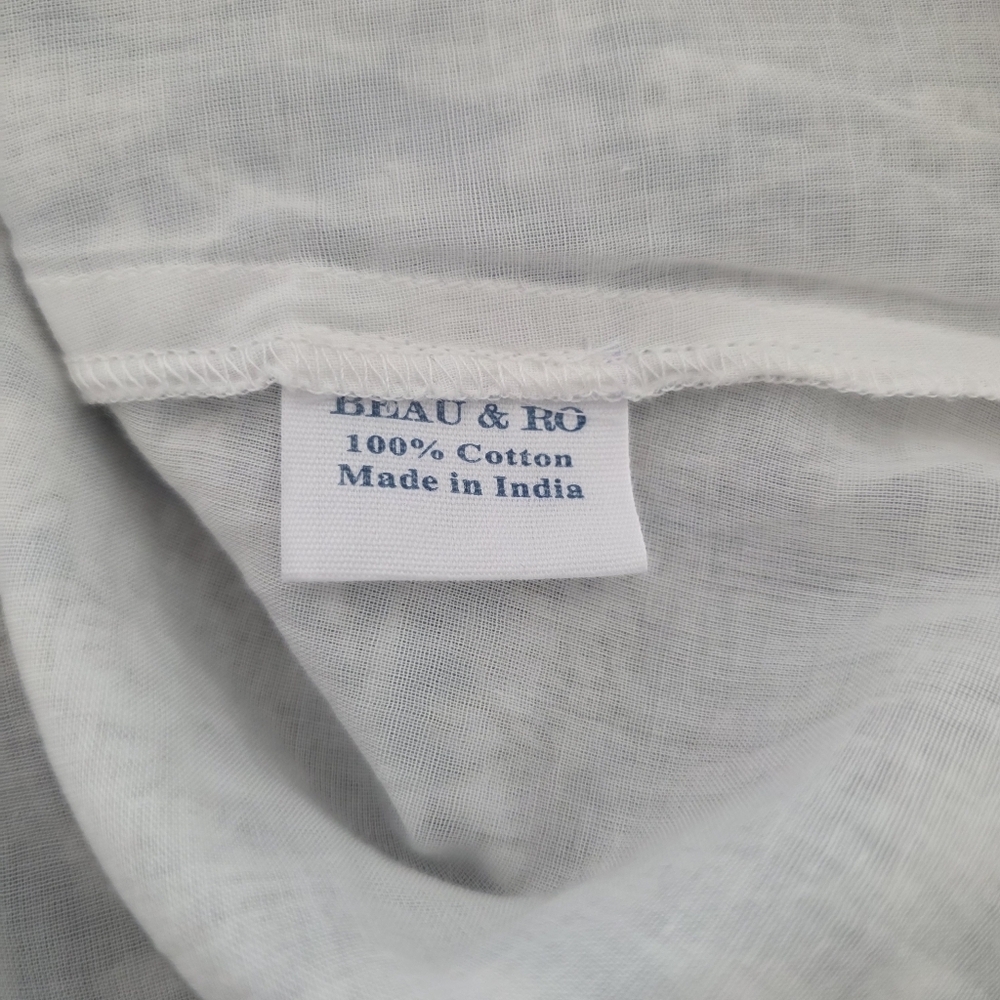 BEAU & RO
100% Cotton
Made in India